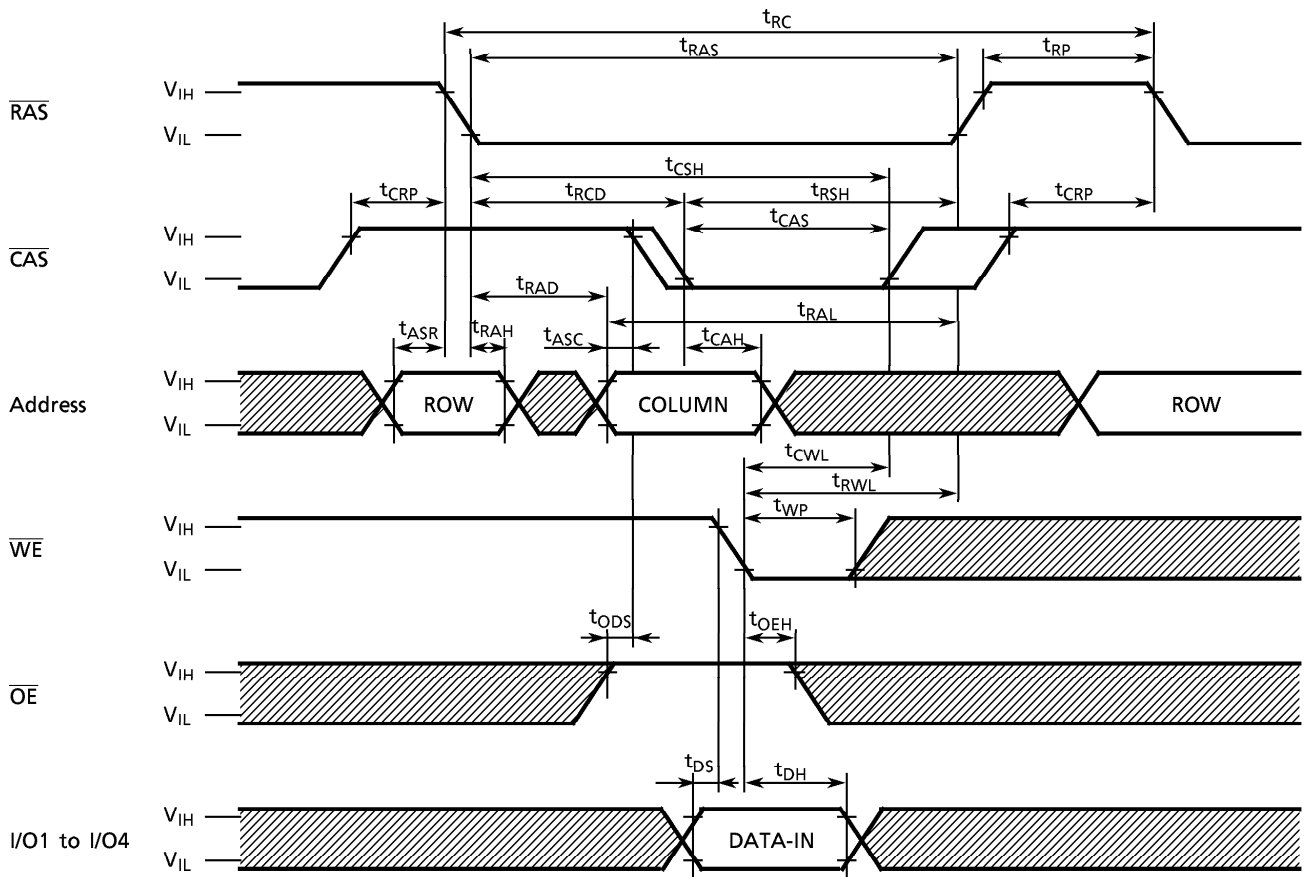 tRC
tRAS
tRP
RAS
VIH
VIL
tCSH
tCRP
tRCD
tRSH
tCRP
tCAS
CAS
VIH
VIL
tRAD
tRAL
tASR
tRAH
tASC
tCAH
Address
VIH
VIL
ROW
COLUMN
ROW
tCWL
tRWL
tWP
WE
VIH
VIL
tODS
tOEH
OE
VIH
VIL
tDS
tDH
I/O1 to I/O4
VIH
VIL
DATA-IN